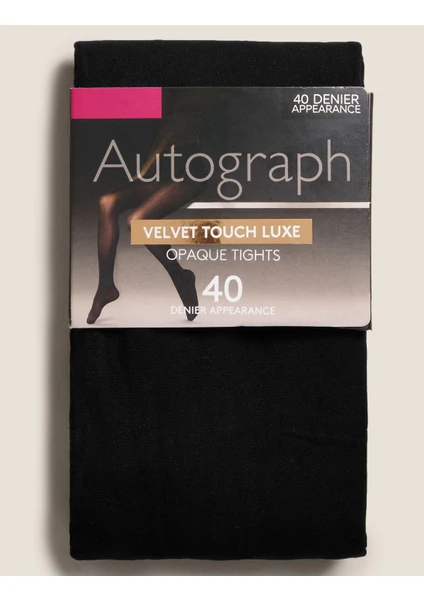 40 DENIER
APPEARANCE
Autograph
VELVET TOUCH LUXE
OPAQUE TIGHTS
40
DENIER APPEARANCE